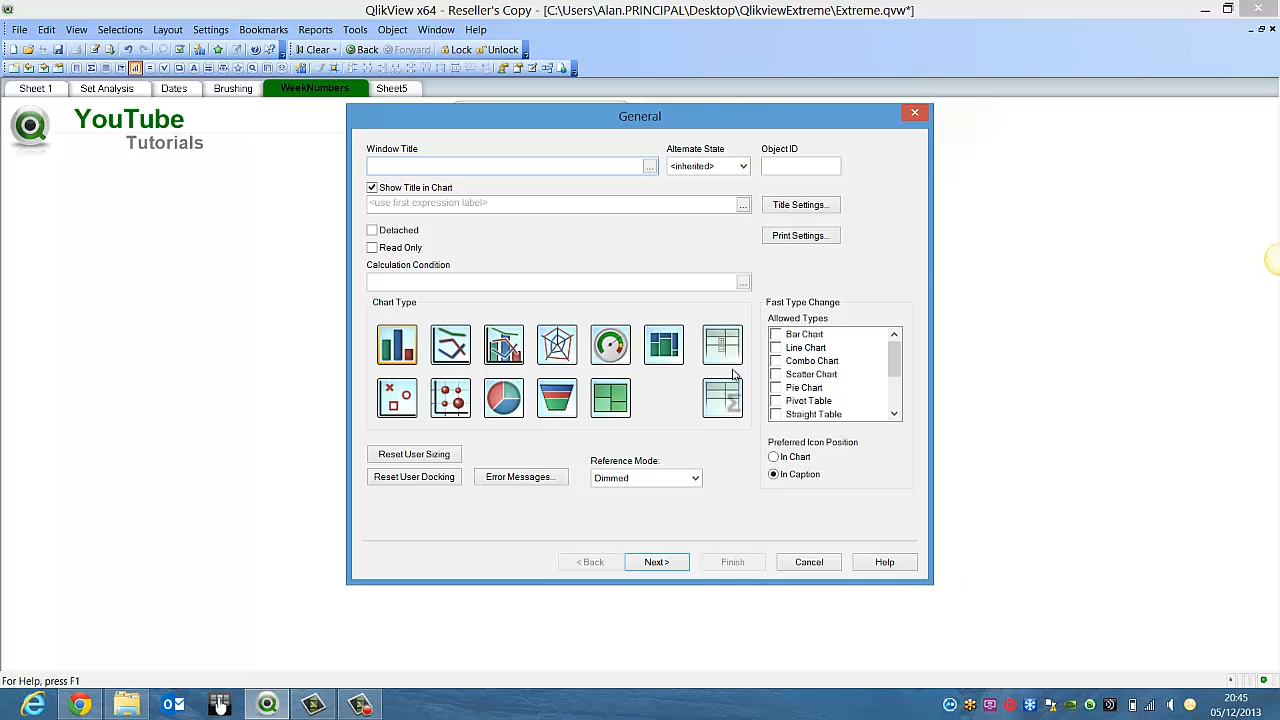 QlikView x64 - Reseller's Copy - [C:\Users\Alan.PRINCIPAL\Desktop\QlikviewExtreme\Extreme.qvw*]
File Edit View Selections Layout Settings Bookmarks Reports Tools Object Window Help
Clear Back Forward Lock Unlock
Sheet 1 Set Analysis Dates Brushing WeekNumbers Sheet5
YouTube
Tutorials
General
Window Title Alternate State Object ID
... <inherited>
Show Title in Chart
<use first expression label> ... Title Settings...
Detached
Print Settings...
Read Only
Calculation Condition
...
Chart Type Fast Type Change
Allowed Types
Bar Chart
Line Chart
Combo Chart
Scatter Chart
Pie Chart
Pivot Table
Straight Table
Preferred Icon Position
In Chart
In Caption
Reset User Sizing Reference Mode:
Reset User Docking Error Messages... Dimmed
< Back Next > Finish Cancel Help
For Help, press F1
20:45
05/12/2013